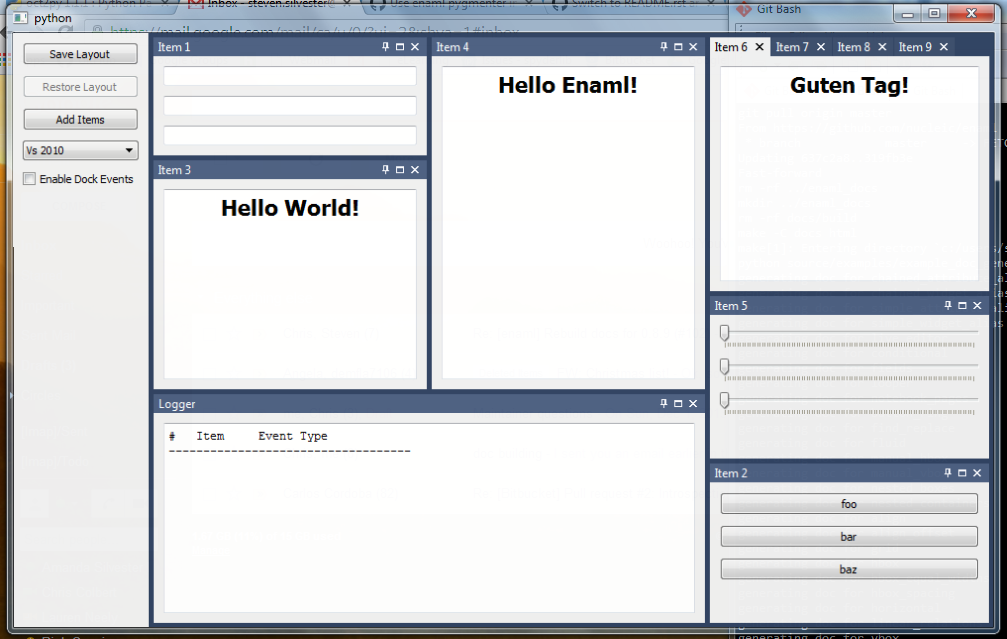 Git Bash
python
Save Layout
Restore Layout
Add Items
Vs 2010
Enable Dock Events
Item 1
Item 3
Hello World!
Item 4
Hello Enaml!
Item 6 Item 7 Item 8 Item 9
Guten Tag!
Item 5
Logger
# Item Event Type
-----------------------------------
Item 2
foo
bar
baz